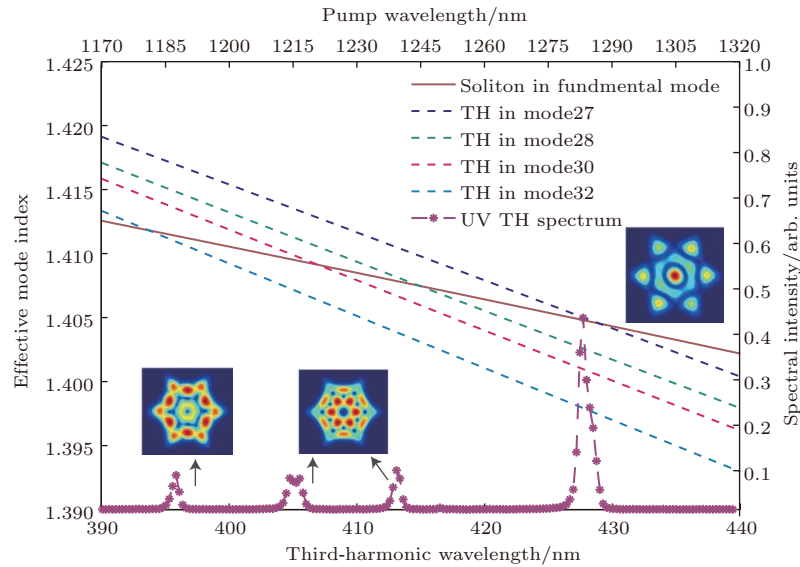 Pump wavelength/nm
1170 1185 1200 1215 1230 1245 1260 1275 1290 1305 1320
Effective mode index
1.425
1.420
1.415
1.410
1.405
1.400
1.395
1.390
Soliton in fundmental mode
TH in mode27
TH in mode28
TH in mode30
TH in mode32
UV TH spectrum
1.0
0.9
0.8
0.7
0.6
0.5
0.4
0.3
0.2
0.1
Spectral intensity/arb. units
390 400 410 420 430 440
Third-harmonic wavelength/nm